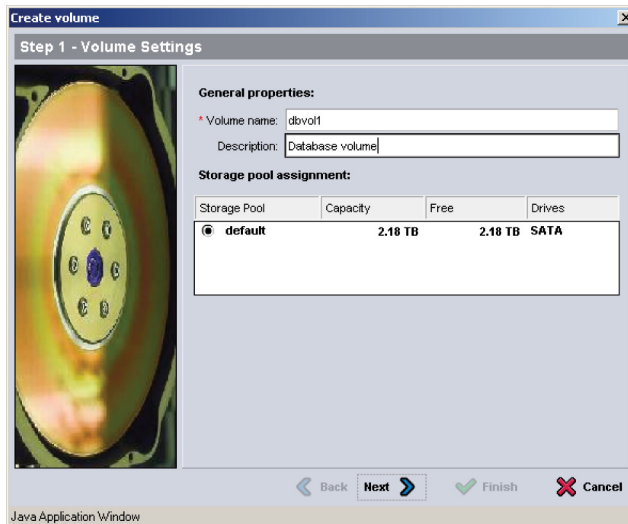 Create volume
Step 1 - Volume Settings
General properties:
* Volume name: dbvol1
Description: Database volume
Storage pool assignment:
Storage Pool Capacity Free Drives
default 2.18 TB 2.18 TB SATA
Back Next Finish Cancel
Java Application Window